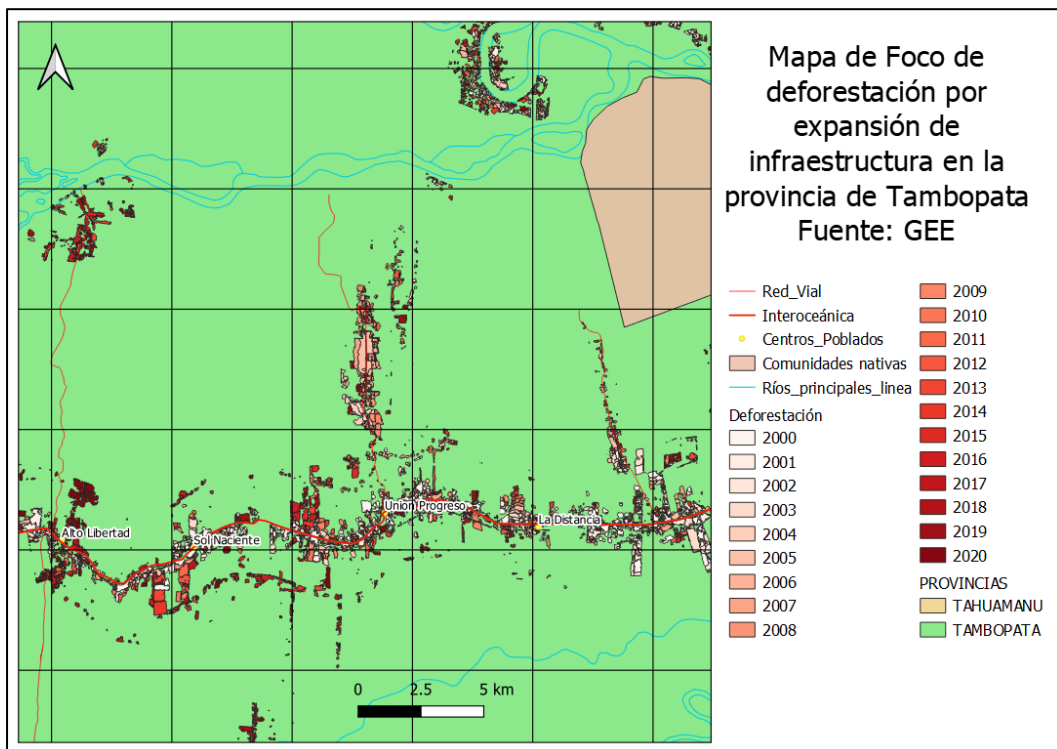 Mapa de Foco de
deforestación por
expansión de
infraestructura en la
provincia de Tambopata
Fuente: GEE
Red_Vial
Interoceánica
Centros_Poblados
Comunidades nativas
Ríos_principales_linea
Deforestación
2000
2001
2002
2003
2004
2005
2006
2007
2008
2009
2010
2011
2012
2013
2014
2015
2016
2017
2018
2019
2020
PROVINCIAS
TAHUAMANU
TAMBOPATA
Unión Progreso
La Distancia
Alto Libertad
Sol Naciente
0 2.5 5 km